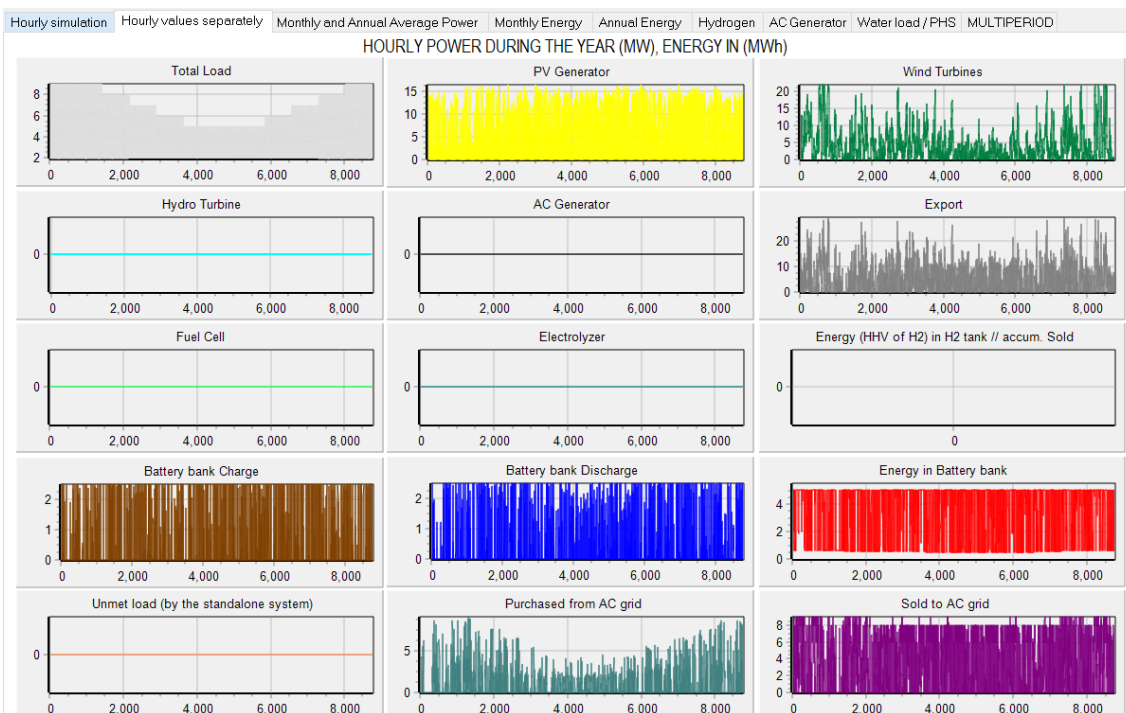 Hourly simulation Hourly values separately Monthly and Annual Average Power Monthly Energy Annual Energy Hydrogen AC Generator Water load / PHS MULTIPERIOD
HOURLY POWER DURING THE YEAR (MW), ENERGY IN (MWh)
Total Load
8
6
4
2
0 2,000 4,000 6,000 8,000
PV Generator
15
10
5
0
0 2,000 4,000 6,000 8,000
Wind Turbines
20
15
10
5
0
0 2,000 4,000 6,000 8,000
Hydro Turbine
0
0 2,000 4,000 6,000 8,000
AC Generator
0
0 2,000 4,000 6,000 8,000
Export
20
10
0
0 2,000 4,000 6,000 8,000
Fuel Cell
0
0 2,000 4,000 6,000 8,000
Electrolyzer
0
0 2,000 4,000 6,000 8,000
Energy (HHV of H2) in H2 tank // accum. Sold
0
0
Battery bank Charge
2
1
0
0 2,000 4,000 6,000 8,000
Battery bank Discharge
2
1
0
0 2,000 4,000 6,000 8,000
Energy in Battery bank
4
2
0
0 2,000 4,000 6,000 8,000
Unmet load (by the standalone system)
0
0 2,000 4,000 6,000 8,000
Purchased from AC grid
5
0
0 2,000 4,000 6,000 8,000
Sold to AC grid
8
6
4
2
0
0 2,000 4,000 6,000 8,000